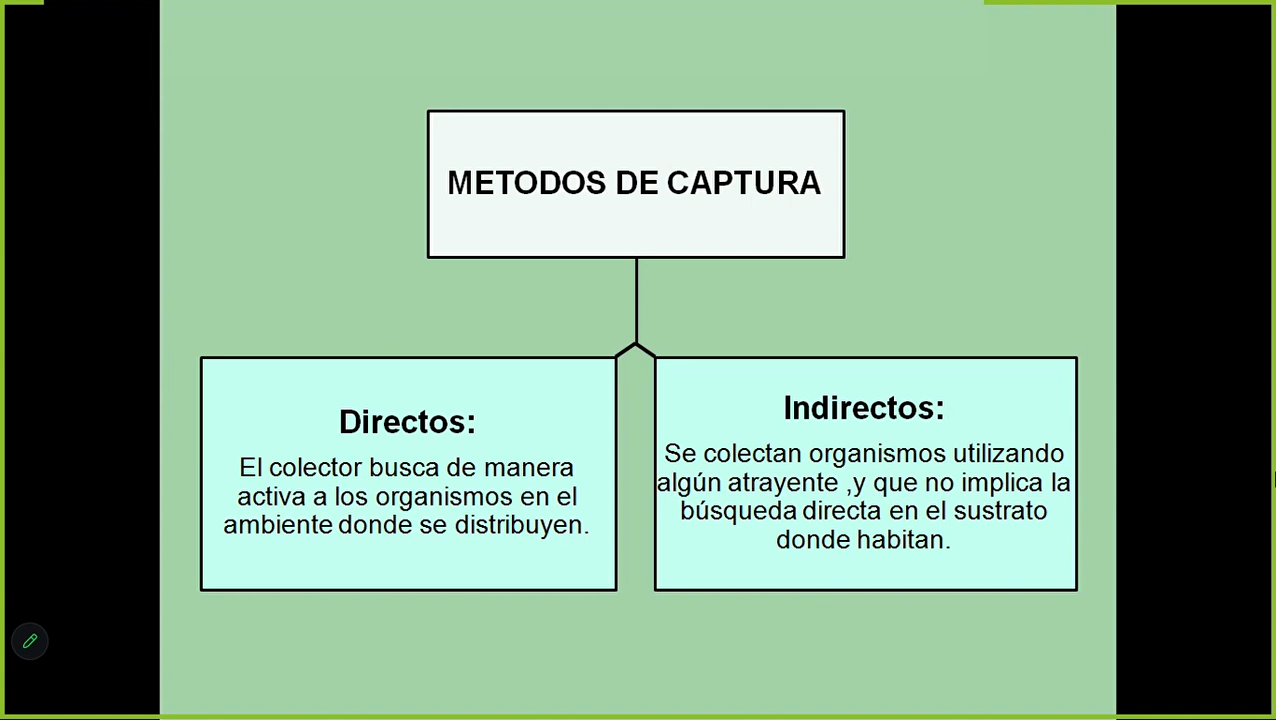 METODOS DE CAPTURA
Directos:
El colector busca de manera
activa a los organismos en el
ambiente donde se distribuyen.
Indirectos:
Se colectan organismos utilizando
algún atrayente ,y que no implica la
búsqueda directa en el sustrato
donde habitan.